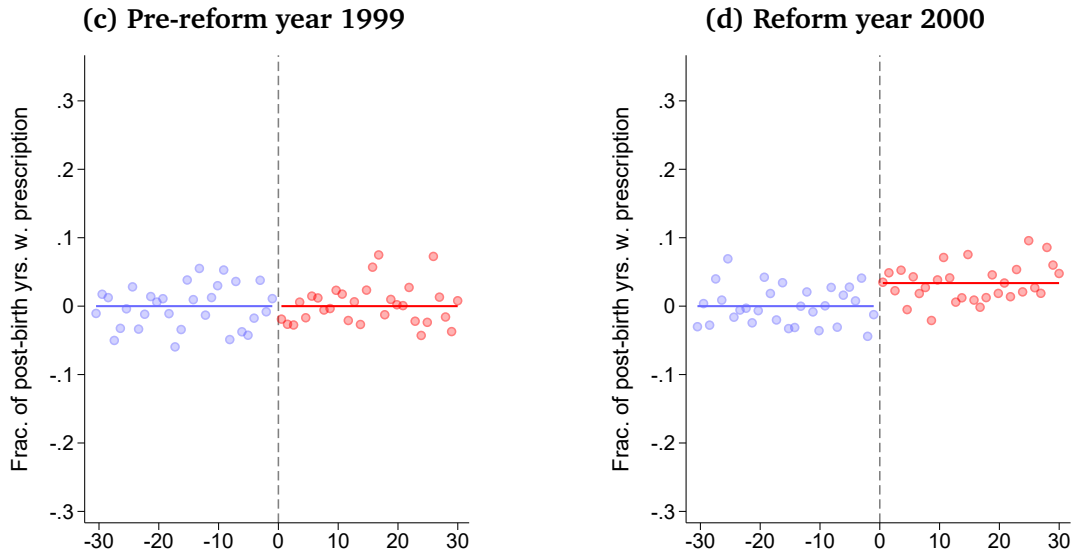 (c) Pre-reform year 1999
Frac. of post-birth yrs. w. prescription
.3
.2
.1
0
-.1
-.2
-.3
-30 -20 -10 0 10 20 30
(d) Reform year 2000
Frac. of post-birth yrs. w. prescription
.3
.2
.1
0
-.1
-.2
-.3
-30 -20 -10 0 10 20 30